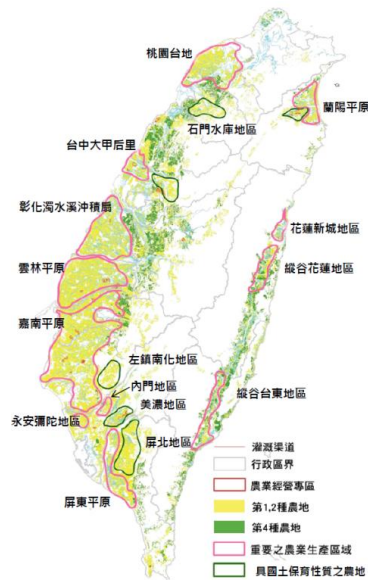 桃園台地
蘭陽平原
石門水庫地區
台中大甲后里
彰化濁水溪沖積扇
花蓮新城地區
縱谷花蓮地區
雲林平原
嘉南平原
左鎮南化地區
內門地區
美濃地區
縱谷台東地區
永安彌陀地區
屏北地區
屏東平原
灌溉渠道
行政區界
農業經營專區
第1,2種農地
第4種農地
重要之農業生產區域
具國土保育性質之農地